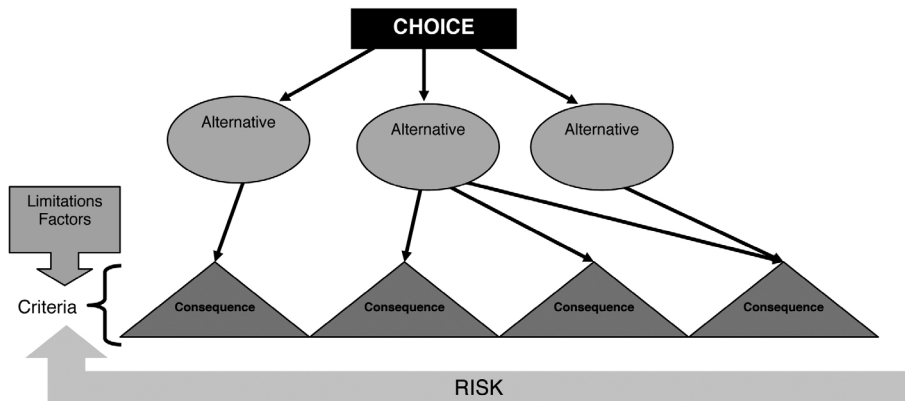 CHOICE
Alternative
Alternative
Alternative
Limitations
Factors
Criteria
Consequence
Consequence
Consequence
Consequence
RISK